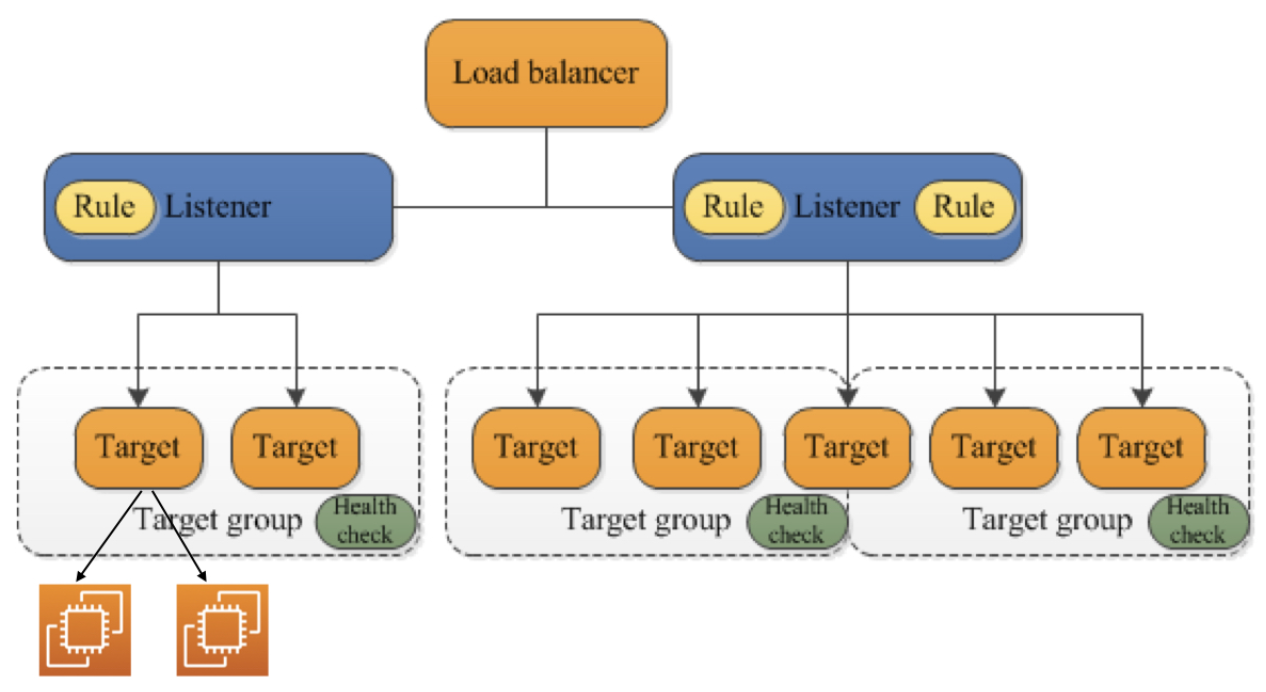 Load balancer
Rule Listener
Rule Listener Rule
Target
Target
Target
Target
Target
Target
Target
Target group
Health
check
Target group
Health
check
Target group
Health
check